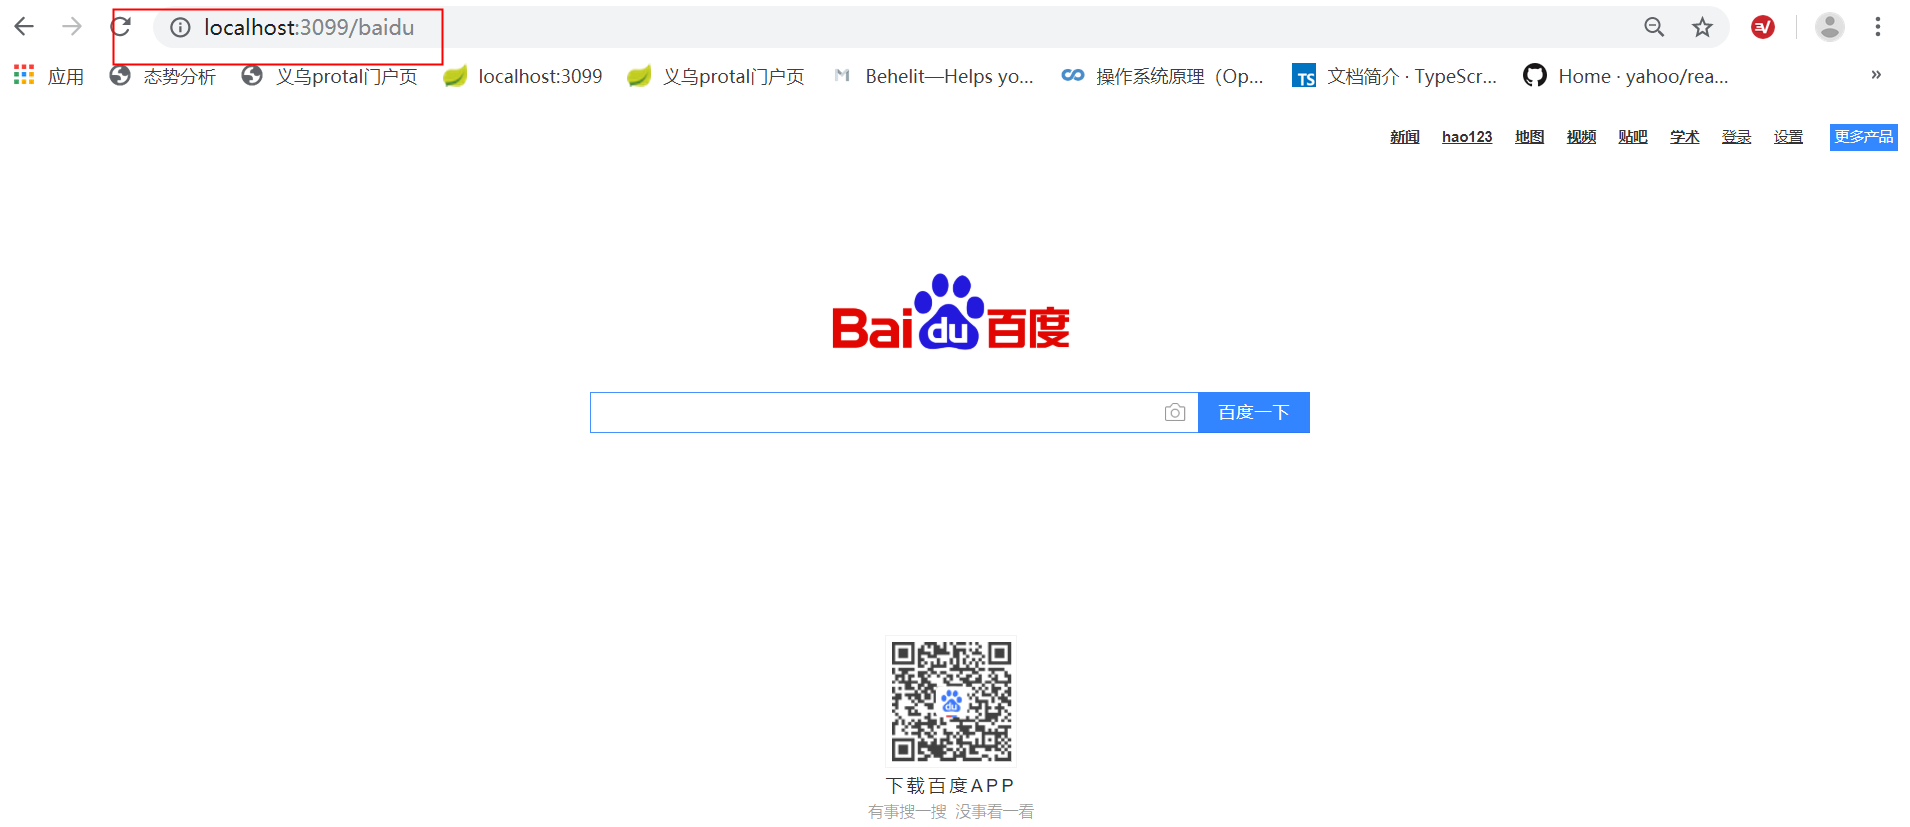 localhost:3099/baidu
应用 态势分析 义乌protal门户页 localhost:3099 义乌protal门户页 Behelit—Helps yo... 操作系统原理（Op... TS 文档简介 · TypeScr... Home · yahoo/rea... »
新闻 hao123 地图 视频 贴吧 学术 登录 设置 更多产品
Bai du 百度
百度一下
du
下载百度APP
有事搜一搜 没事看一看